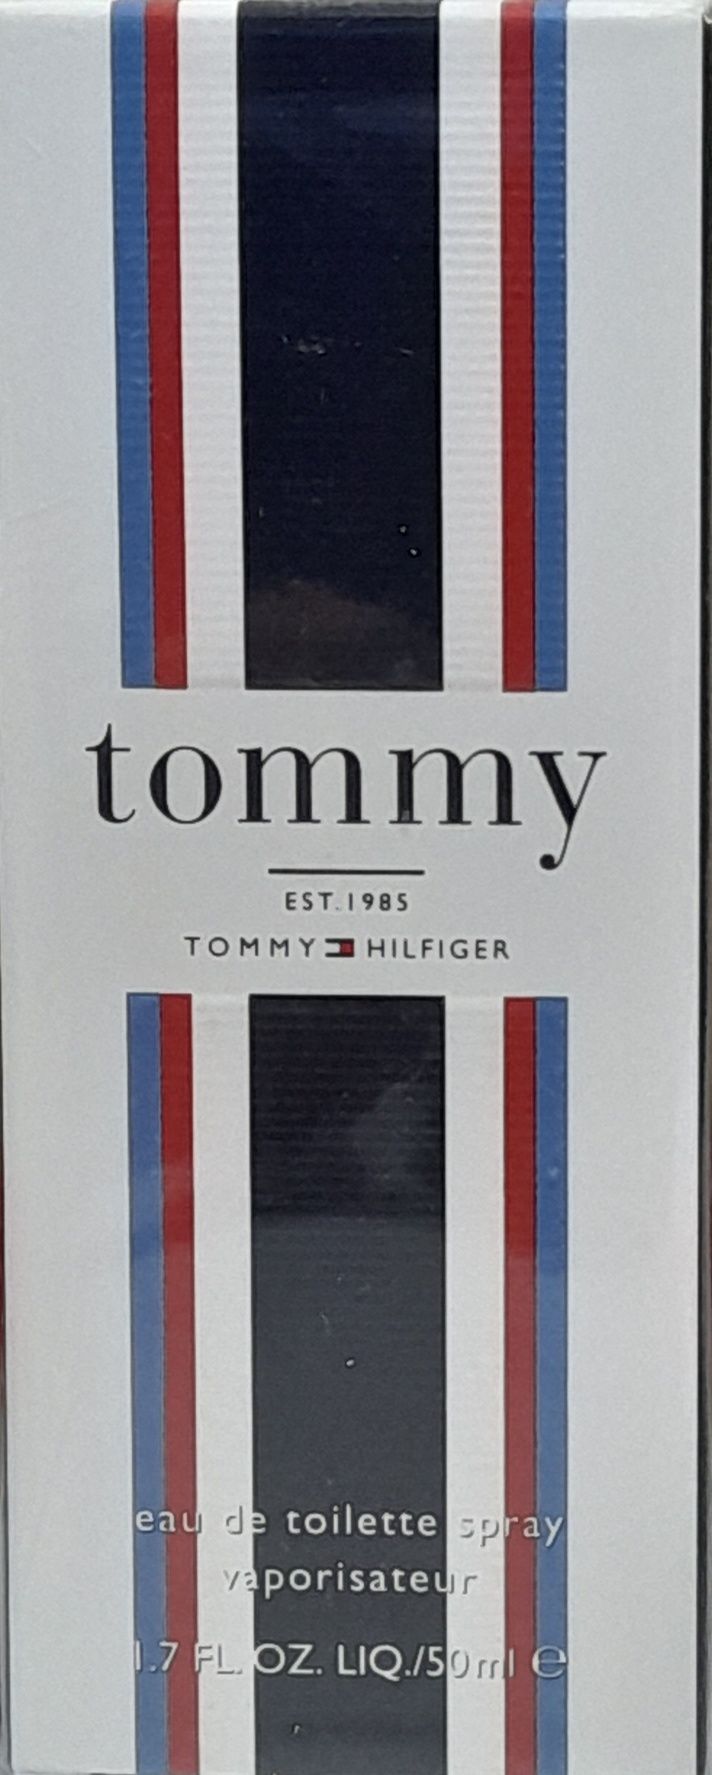 tommy
EST.1985
TOMMY HILFIGER
eau de toilette spray
vaporisateur
1.7 FL. OZ. LIQ./50ml ℮